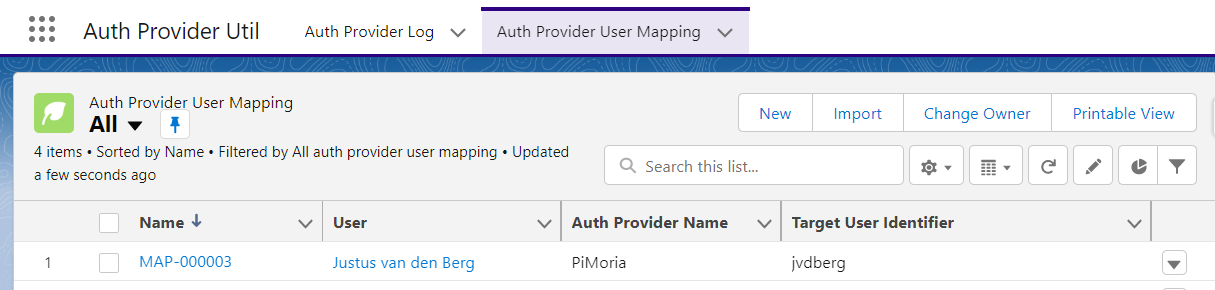 Auth Provider Util Auth Provider Log Auth Provider User Mapping
Auth Provider User Mapping
All
New Import Change Owner Printable View
4 items • Sorted by Name • Filtered by All auth provider user mapping • Updated
a few seconds ago
Search this list...
Name User Auth Provider Name Target User Identifier
1 MAP-000003 Justus van den Berg PiMoria jvdberg